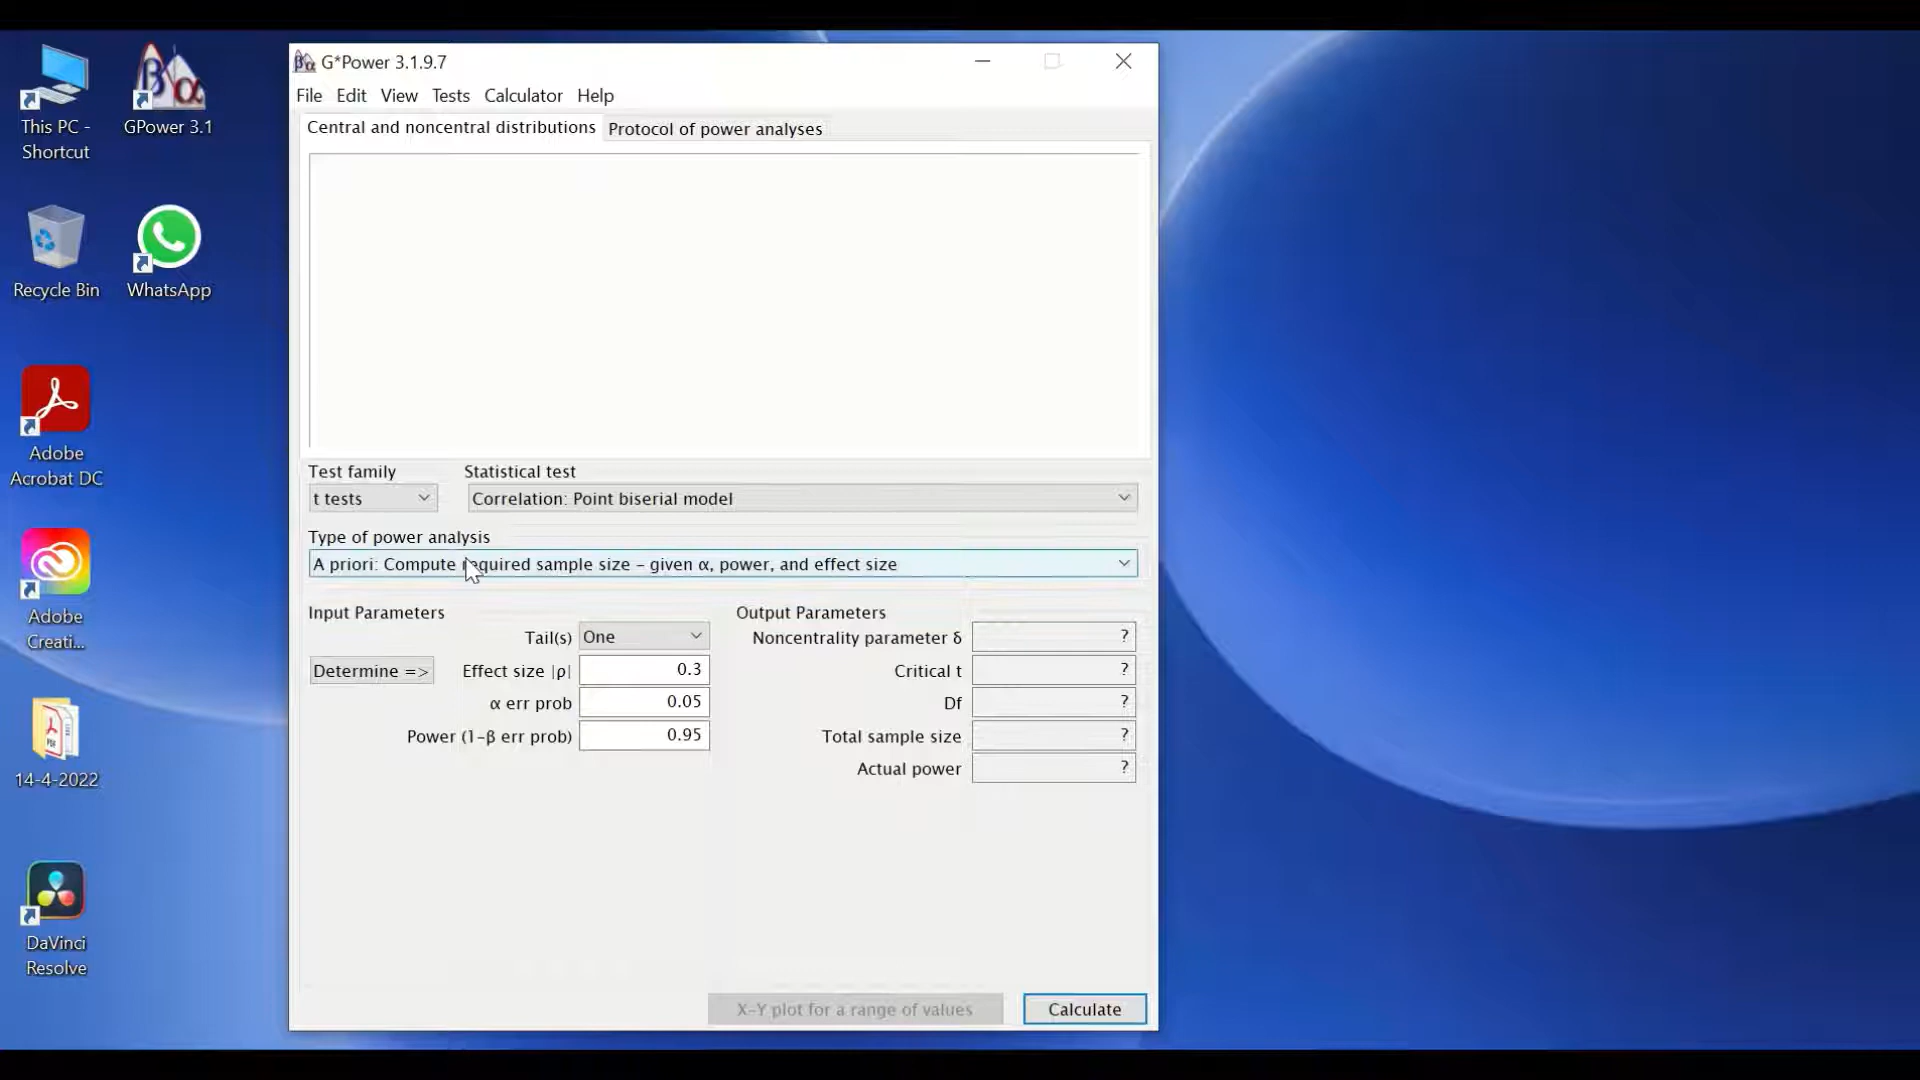 This PC -
Shortcut
GPower 3.1
Recycle Bin
WhatsApp
Adobe
Acrobat DC
Adobe
Creati...
14-4-2022
DaVinci
Resolve
G*Power 3.1.9.7
File Edit View Tests Calculator Help
Central and noncentral distributions Protocol of power analyses
Test family Statistical test
t tests Correlation: Point biserial model
Type of power analysis
A priori: Compute required sample size – given α, power, and effect size
Input Parameters
Tail(s) One
Determine => Effect size |ρ| 0.3
α err prob 0.05
Power (1–β err prob) 0.95
Output Parameters
Noncentrality parameter δ ?
Critical t ?
Df ?
Total sample size ?
Actual power ?
X–Y plot for a range of values Calculate